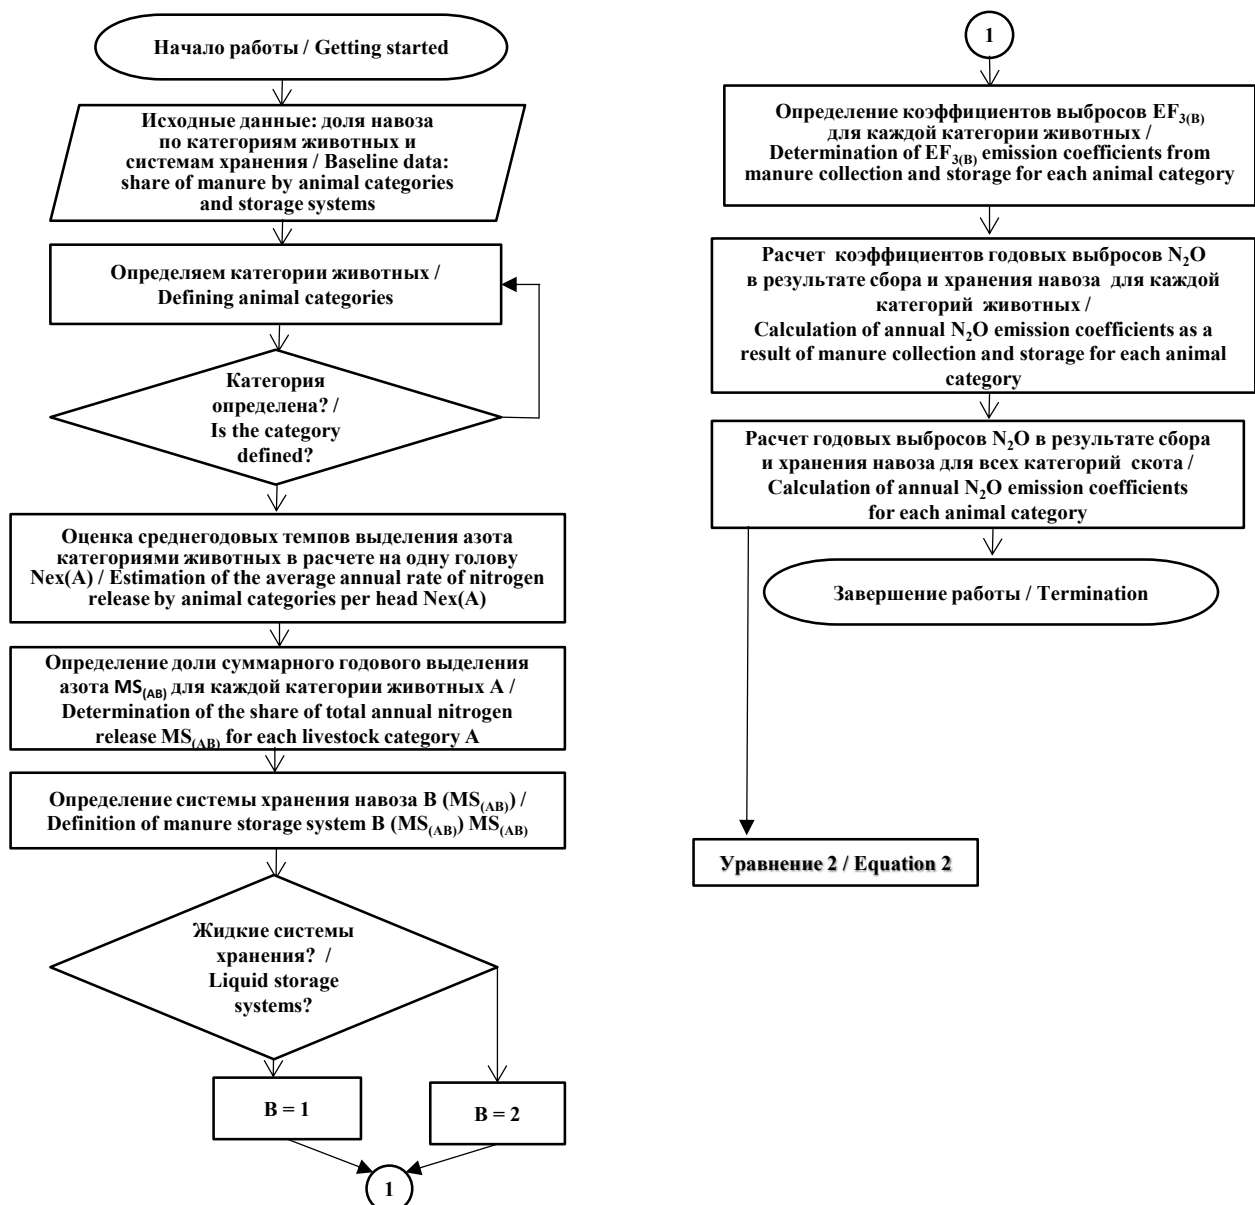 Начало работы / Getting started
Исходные данные: доля навоза
по категориям животных и
системам хранения / Baseline data:
share of manure by animal categories
and storage systems
Определяем категории животных /
Defining animal categories
Категория
определена? /
Is the category
defined?
Оценка среднегодовых темпов выделения азота
категориями животных в расчете на одну голову
Nex(A) / Estimation of the average annual rate of nitrogen
release by animal categories per head Nex(A)
Определение доли суммарного годового выделения
азота MS(AB) для каждой категории животных А /
Determination of the share of total annual nitrogen
release MS(AB) for each livestock category A
Определение системы хранения навоза В (MS(AB)) /
Definition of manure storage system B (MS(AB)) MS(AB)
Жидкие системы
хранения? /
Liquid storage
systems?
B = 1
B = 2
1
1
Определение коэффициентов выбросов EF3(B)
для каждой категории животных /
Determination of EF3(B) emission coefficients from
manure collection and storage for each animal category
Расчет коэффициентов годовых выбросов N2O
в результате сбора и хранения навоза для каждой
категорий животных /
Calculation of annual N2O emission coefficients as a
result of manure collection and storage for each animal
category
Расчет годовых выбросов N2O в результате сбора
и хранения навоза для всех категорий скота /
Calculation of annual N2O emission coefficients
for each animal category
Завершение работы / Termination
Уравнение 2 / Equation 2